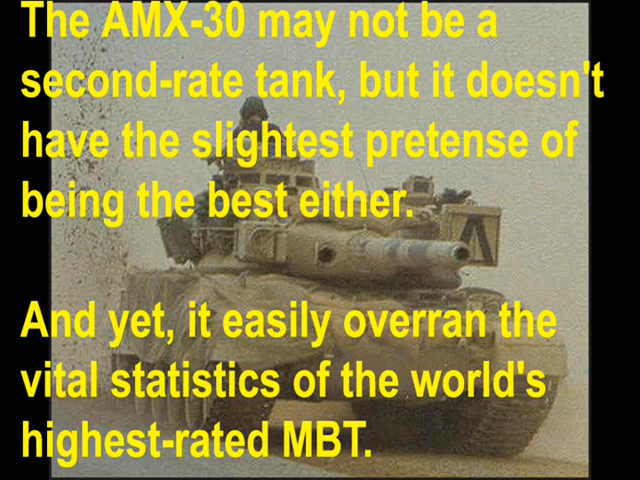 The AMX-30 may not be a
second-rate tank, but it doesn't
have the slightest pretense of
being the best either.
And yet, it easily overran the
vital statistics of the world's
highest-rated MBT.